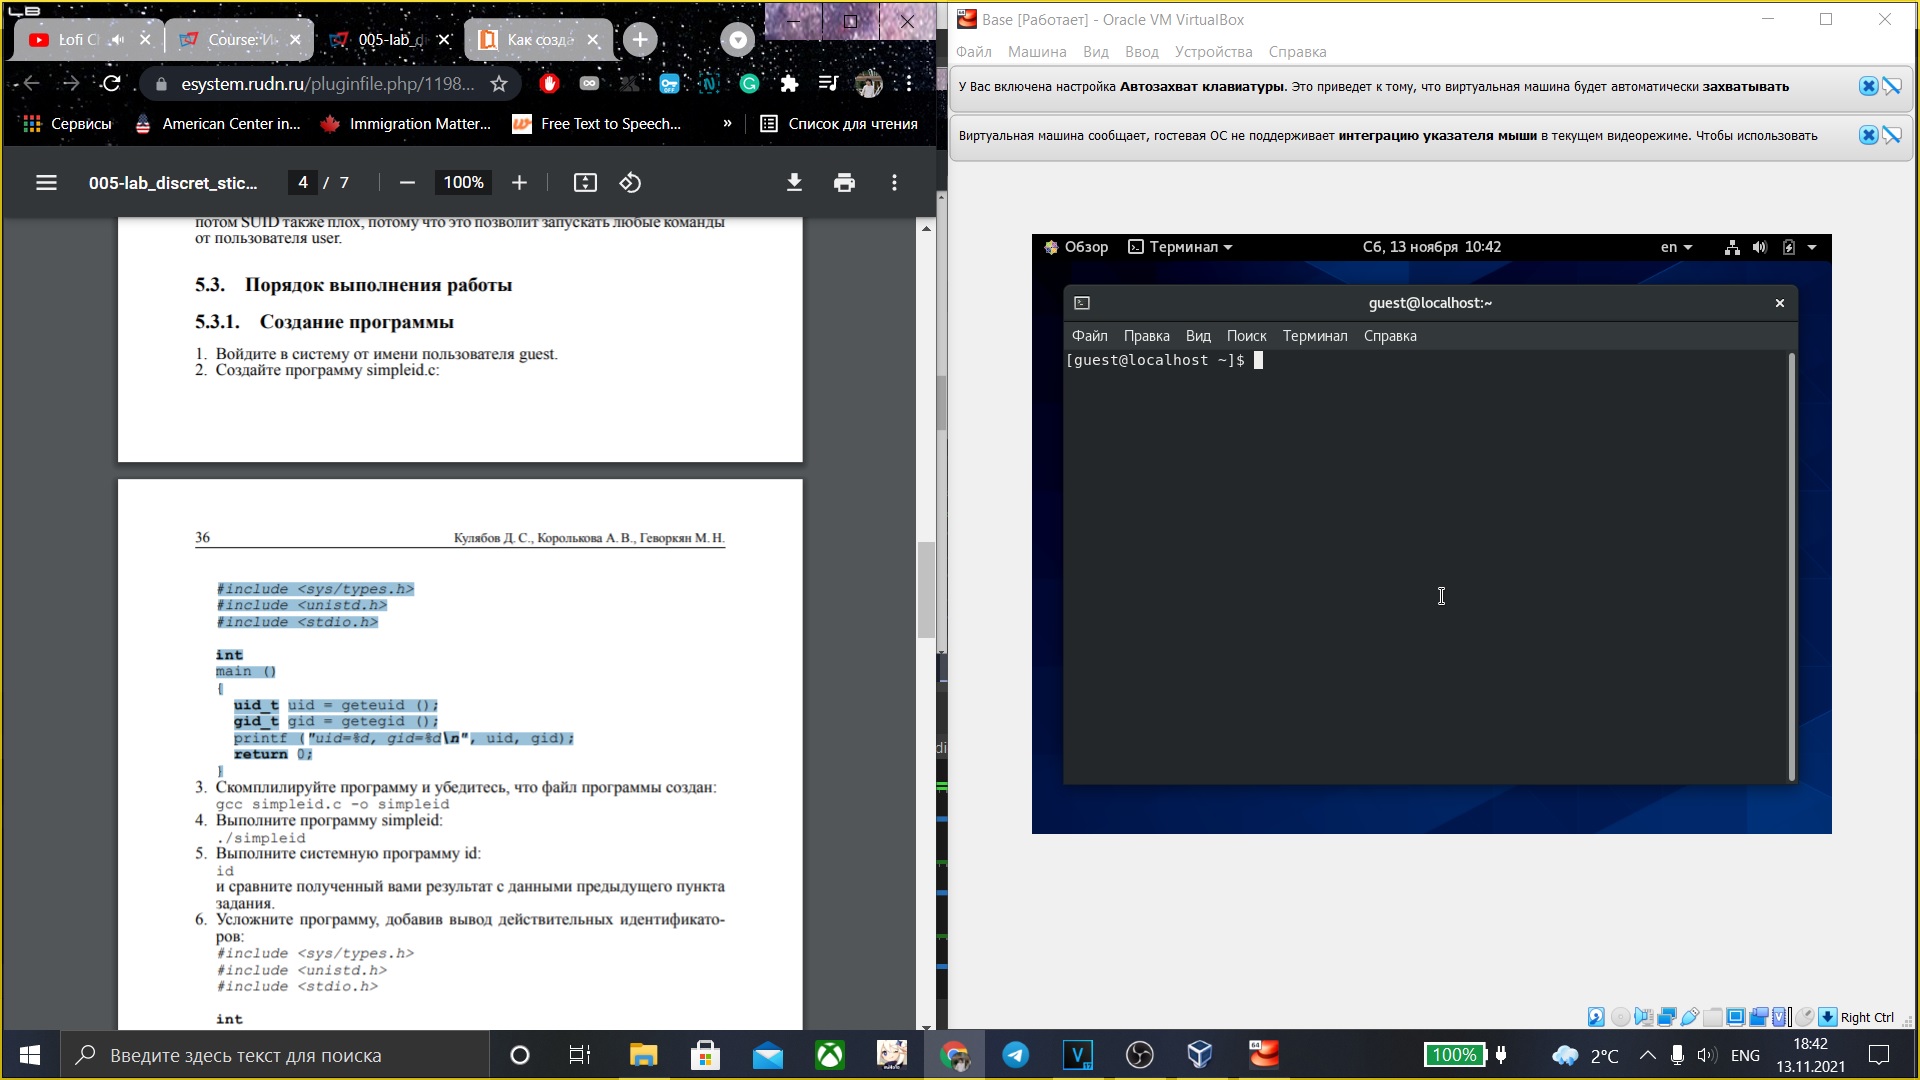 Lofi C
Course: И
005-lab_di
Как созда
esystem.rudn.ru/pluginfile.php/1198...
Сервисы
American Center in...
Immigration Matter...
Free Text to Speech...
»
Список для чтения
005-lab_discret_stic...
4 / 7
100%
потом SUID также плох, потому что это позволит запускать любые команды
от пользователя user.
5.3. Порядок выполнения работы
5.3.1. Создание программы
1. Войдите в систему от имени пользователя guest.
2. Создайте программу simpleid.c:
36
Кулябов Д. С., Королькова А. В., Геворкян М. Н.
#include <sys/types.h>
#include <unistd.h>
#include <stdio.h>
int
main ()
{
uid_t uid = geteuid ();
gid_t gid = getegid ();
printf ("uid=%d, gid=%d\n", uid, gid);
return 0;
}
3. Скомплилируйте программу и убедитесь, что файл программы создан:
gcc simpleid.c -o simpleid
4. Выполните программу simpleid:
./simpleid
5. Выполните системную программу id:
id
и сравните полученный вами результат с данными предыдущего пункта
задания.
6. Усложните программу, добавив вывод действительных идентификато-
ров:
#include <sys/types.h>
#include <unistd.h>
#include <stdio.h>
int
Base [Работает] - Oracle VM VirtualBox
Файл Машина Вид Ввод Устройства Справка
У Вас включена настройка Автозахват клавиатуры. Это приведет к тому, что виртуальная машина будет автоматически захватывать
Виртуальная машина сообщает, гостевая ОС не поддерживает интеграцию указателя мыши в текущем видеорежиме. Чтобы использовать
Обзор Терминал
Сб, 13 ноября 10:42
en
guest@localhost:~
Файл Правка Вид Поиск Терминал Справка
[guest@localhost ~]$
Right Ctrl
Введите здесь текст для поиска
100%
2°C
ENG
18:42
13.11.2021